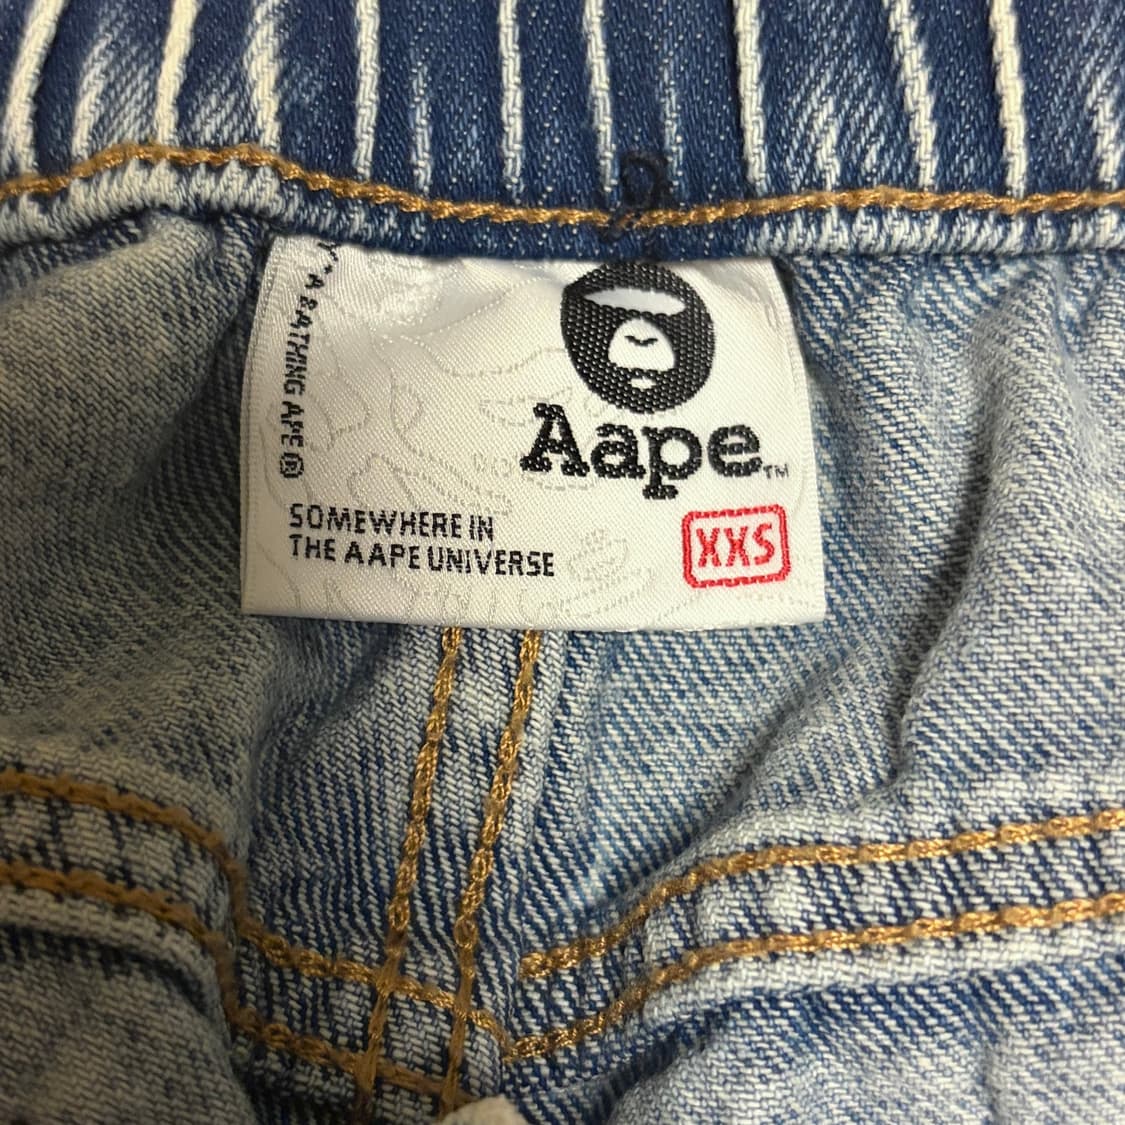 Y * A BATHING APE ®
Aape™
SOMEWHERE IN
THE AAPE UNIVERSE
XXS